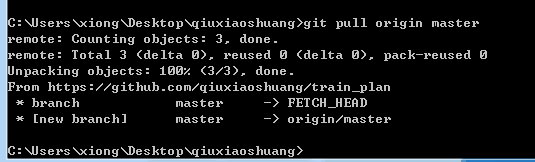 C:\Users\xiong\Desktop\qiuxiaoshuang>git pull origin master
remote: Counting objects: 3, done.
remote: Total 3 (delta 0), reused 0 (delta 0), pack-reused 0
Unpacking objects: 100% (3/3), done.
From https://github.com/qiuxiaoshuang/train_plan
 * branch            master     -> FETCH_HEAD
 * [new branch]      master     -> origin/master
C:\Users\xiong\Desktop\qiuxiaoshuang>